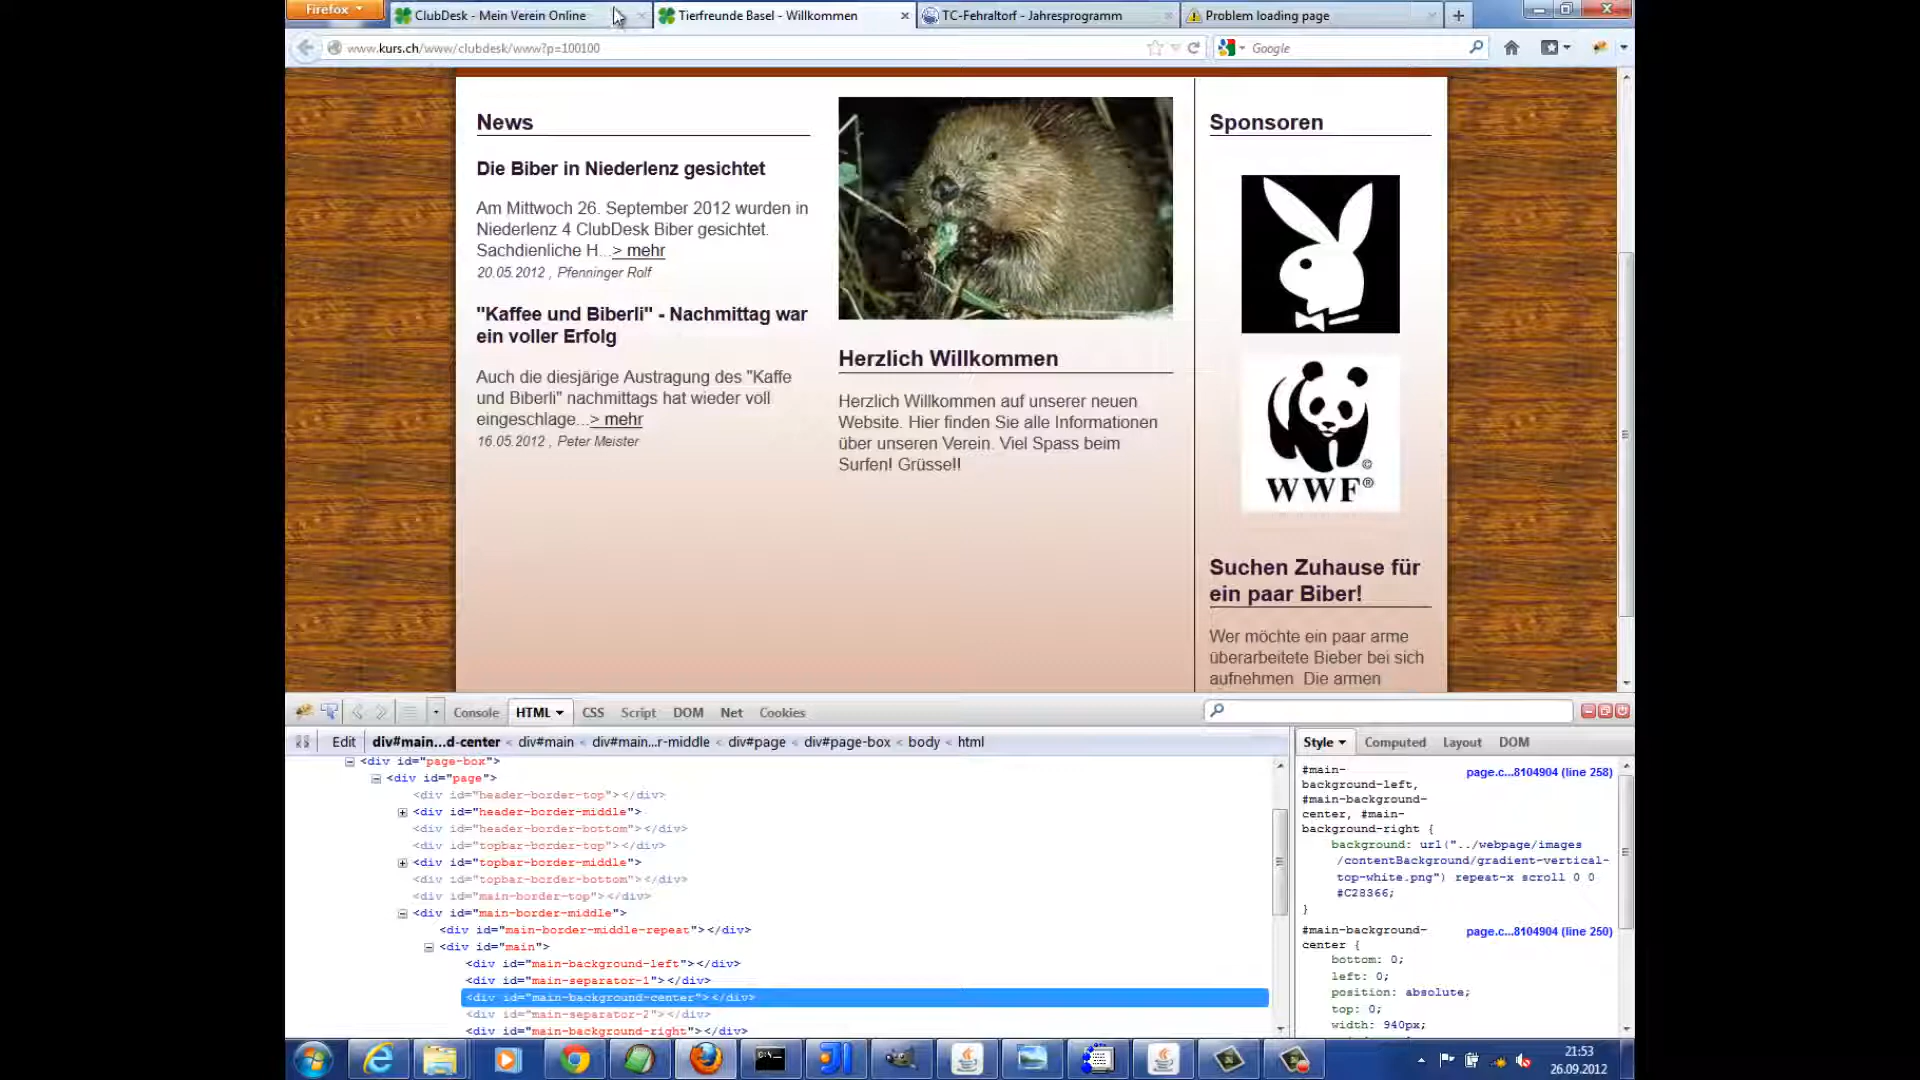 Firefox
ClubDesk - Mein Verein Online
Tierfreunde Basel - Willkommen
TC-Fehraltorf - Jahresprogramm
Problem loading page
www.kurs.ch/www/clubdesk/www?p=100100
Google
News
Die Biber in Niederlenz gesichtet
Am Mittwoch 26. September 2012 wurden in
Niederlenz 4 ClubDesk Biber gesichtet.
Sachdienliche H...> mehr
20.05.2012 , Pfenninger Rolf
"Kaffee und Biberli" - Nachmittag war
ein voller Erfolg
Auch die diesjärige Austragung des "Kaffe
und Biberli" nachmittags hat wieder voll
eingeschlage...> mehr
16.05.2012 , Peter Meister
Herzlich Willkommen
Herzlich Willkommen auf unserer neuen
Website. Hier finden Sie alle Informationen
über unseren Verein. Viel Spass beim
Surfen! Grüssel!
Sponsoren
©
WWF®
Suchen Zuhause für
ein paar Biber!
Wer möchte ein paar arme
überarbeitete Bieber bei sich
aufnehmen Die armen
Console HTML CSS Script DOM Net Cookies
Edit div#main...d-center < div#main < div#main...r-middle < div#page < div#page-box < body < html
<div id="page-box">
<div id="page">
<div id="header-border-top"></div>
<div id="header-border-middle">
<div id="header-border-bottom"></div>
<div id="topbar-border-top"></div>
<div id="topbar-border-middle">
<div id="topbar-border-bottom"></div>
<div id="main-border-top"></div>
<div id="main-border-middle">
<div id="main-border-middle-repeat"></div>
<div id="main">
<div id="main-background-left"></div>
<div id="main-separator-1"></div>
<div id="main-background-center"></div>
<div id="main-separator-2"></div>
<div id="main-background-right"></div>
Style Computed Layout DOM
#main- page.c...8104904 (line 258)
background-left,
#main-background-
center, #main-
background-right {
background: url("../webpage/images
/contentBackground/gradient-vertical-
top-white.png") repeat-x scroll 0 0
#C28366;
}
#main-background- page.c...8104904 (line 250)
center {
bottom: 0;
left: 0;
position: absolute;
top: 0;
width: 940px;
21:53
26.09.2012